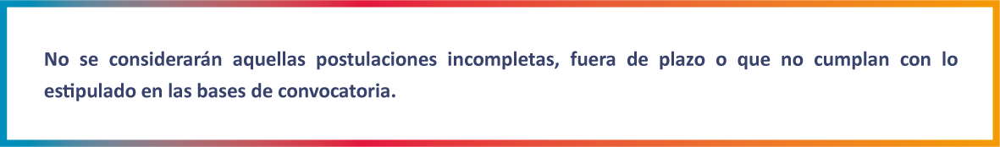 No se considerarán aquellas postulaciones incompletas, fuera de plazo o que no cumplan con lo
estipulado en las bases de convocatoria.